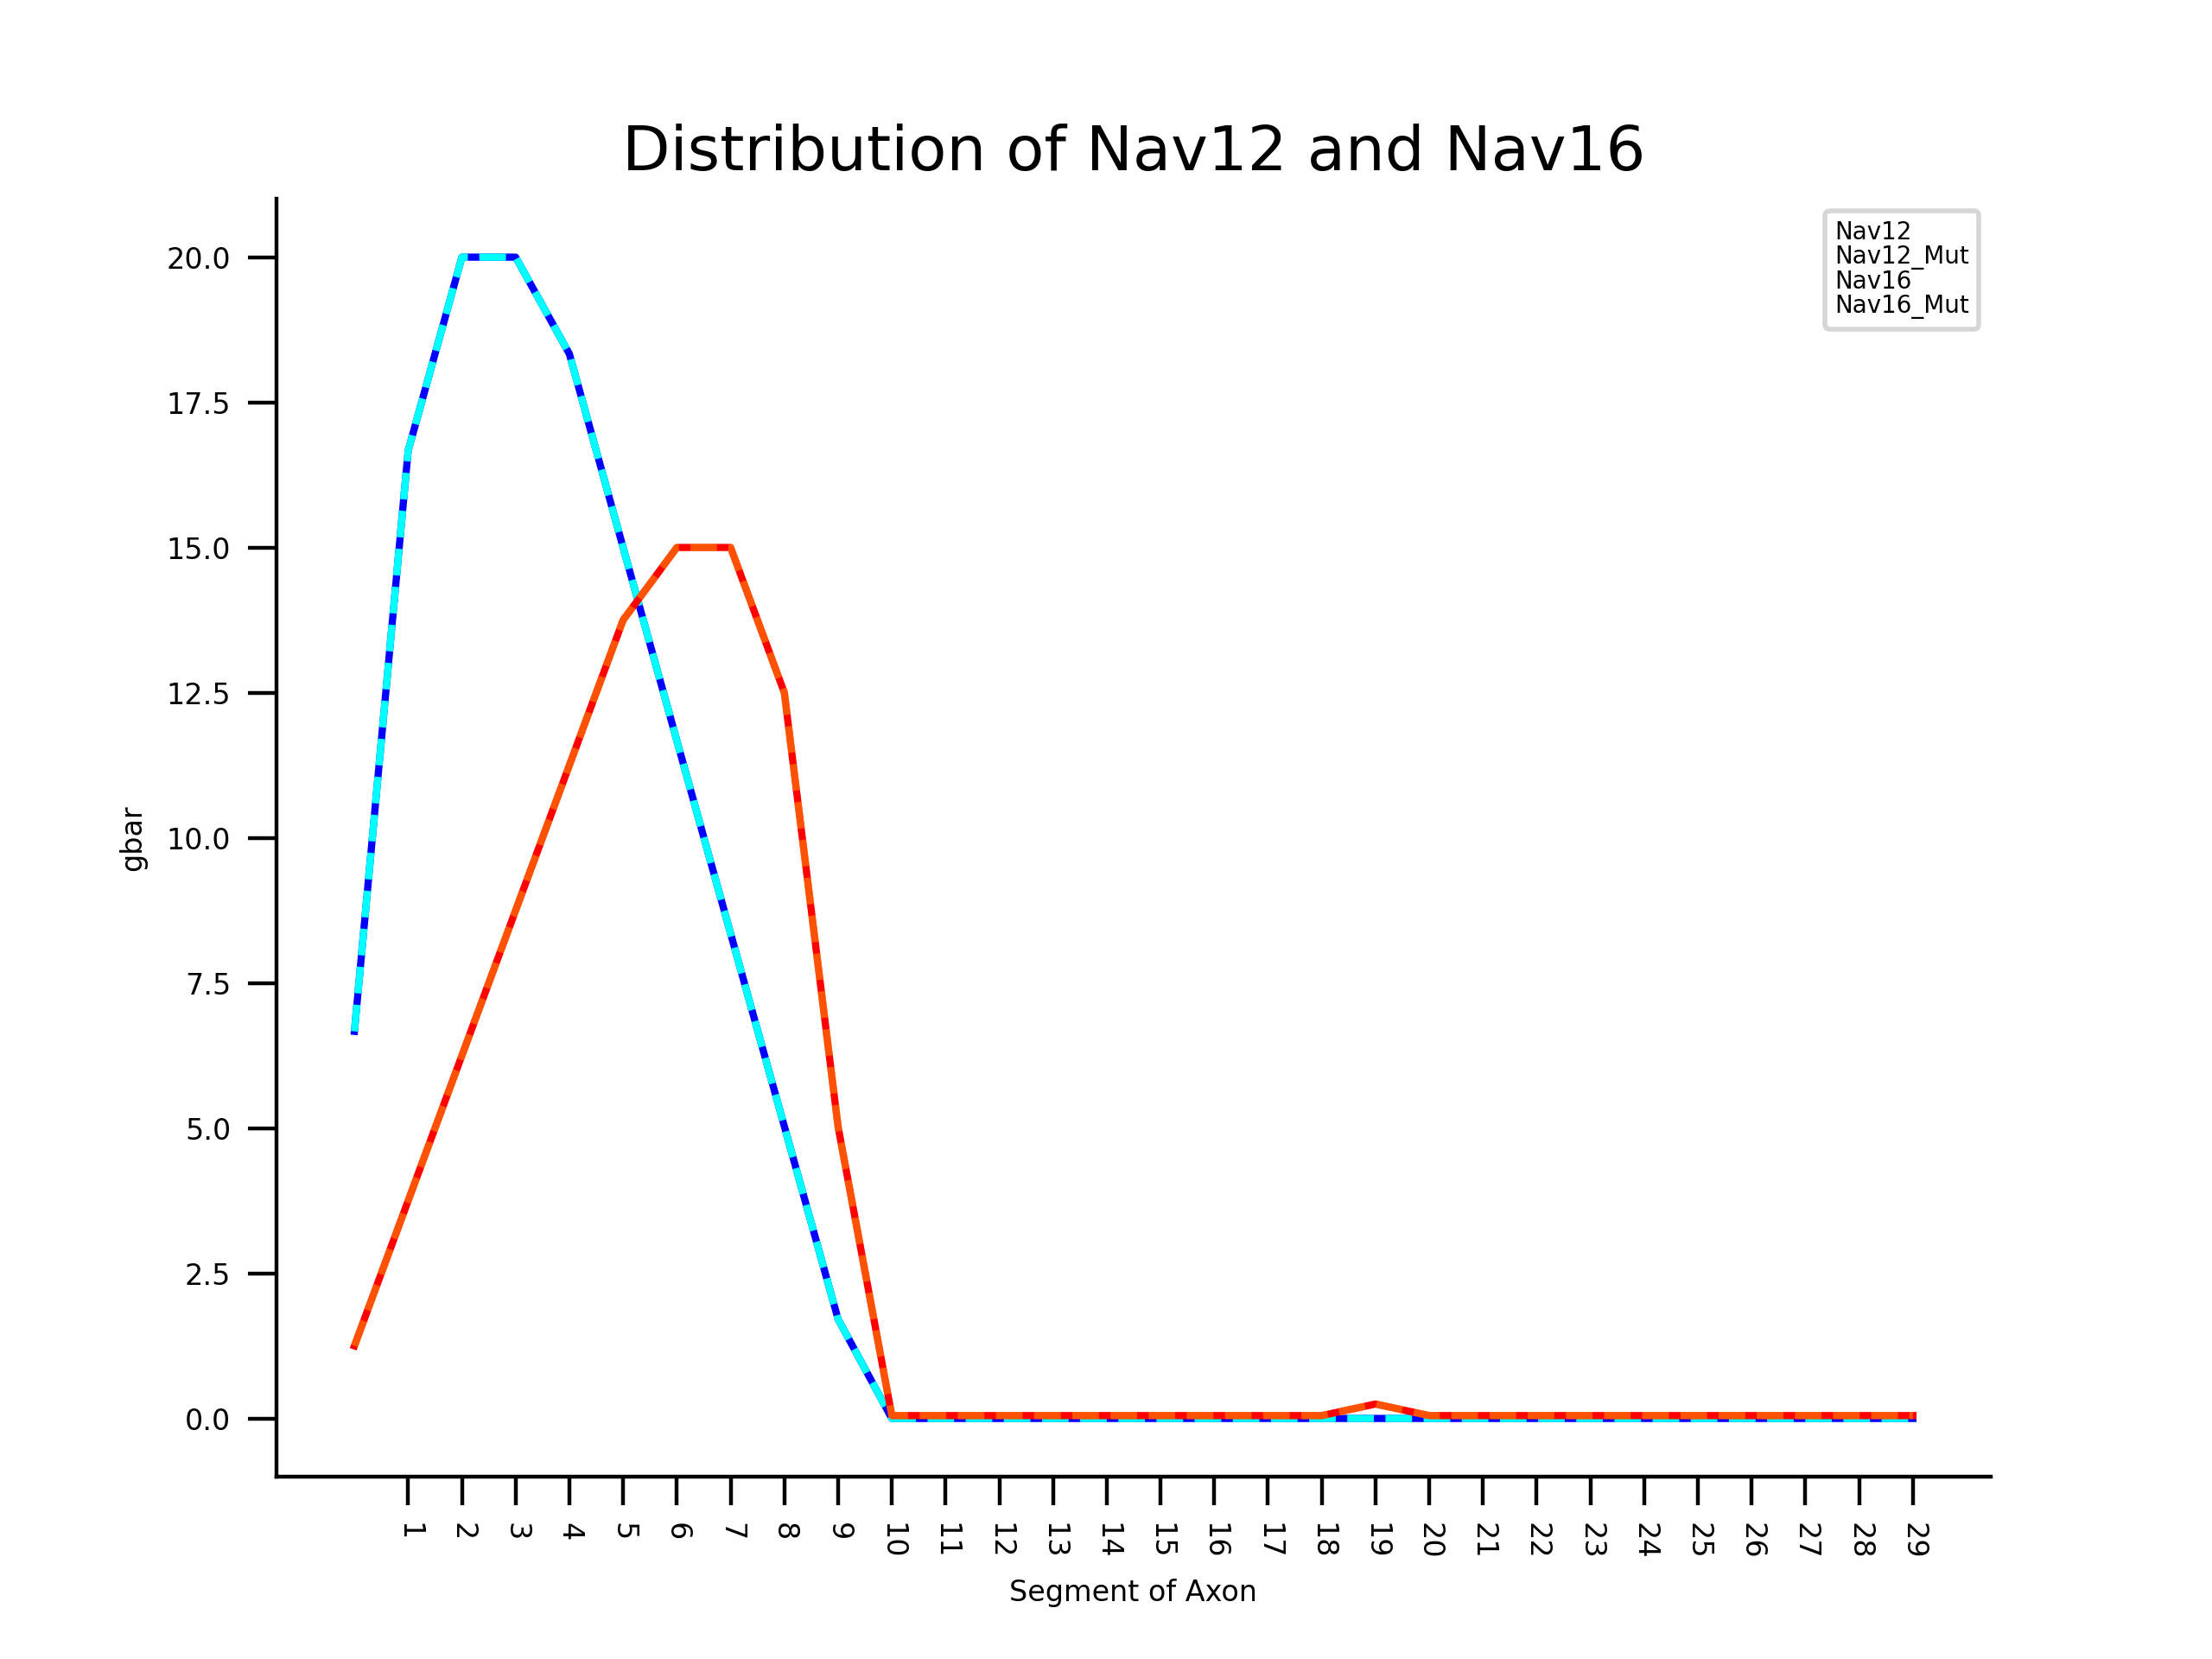 Distribution of Nav12 and Nav16
Nav12
Nav12_Mut
Nav16
Nav16_Mut
20.0
17.5
15.0
12.5
10.0
7.5
5.0
2.5
0.0
gbar
1 2 3 4 5 6 7 8 9 10 11 12 13 14 15 16 17 18 19 20 21 22 23 24 25 26 27 28 29
Segment of Axon